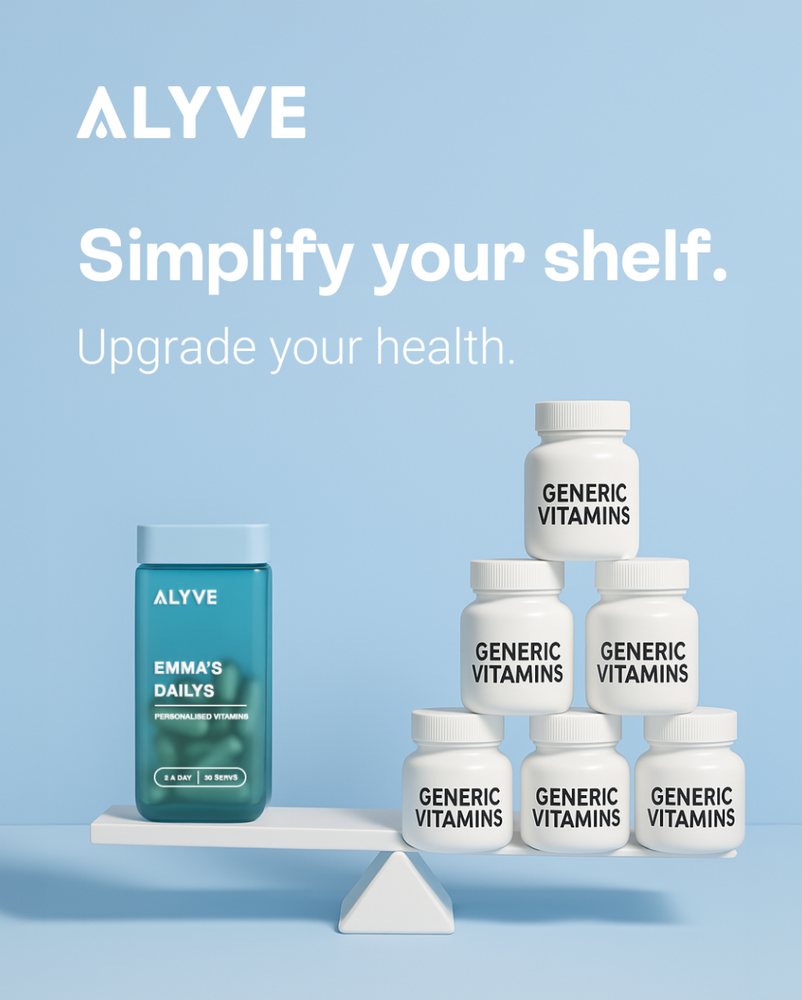 ALYVE
Simplify your shelf.
Upgrade your health.
GENERIC
VITAMINS
ALYVE
EMMA'S
DAILYS
PERSONALISED VITAMINS
2 A DAY | 30 SERVS
GENERIC
VITAMINS
GENERIC
VITAMINS
GENERIC
VITAMINS
GENERIC
VITAMINS
GENERIC
VITAMINS